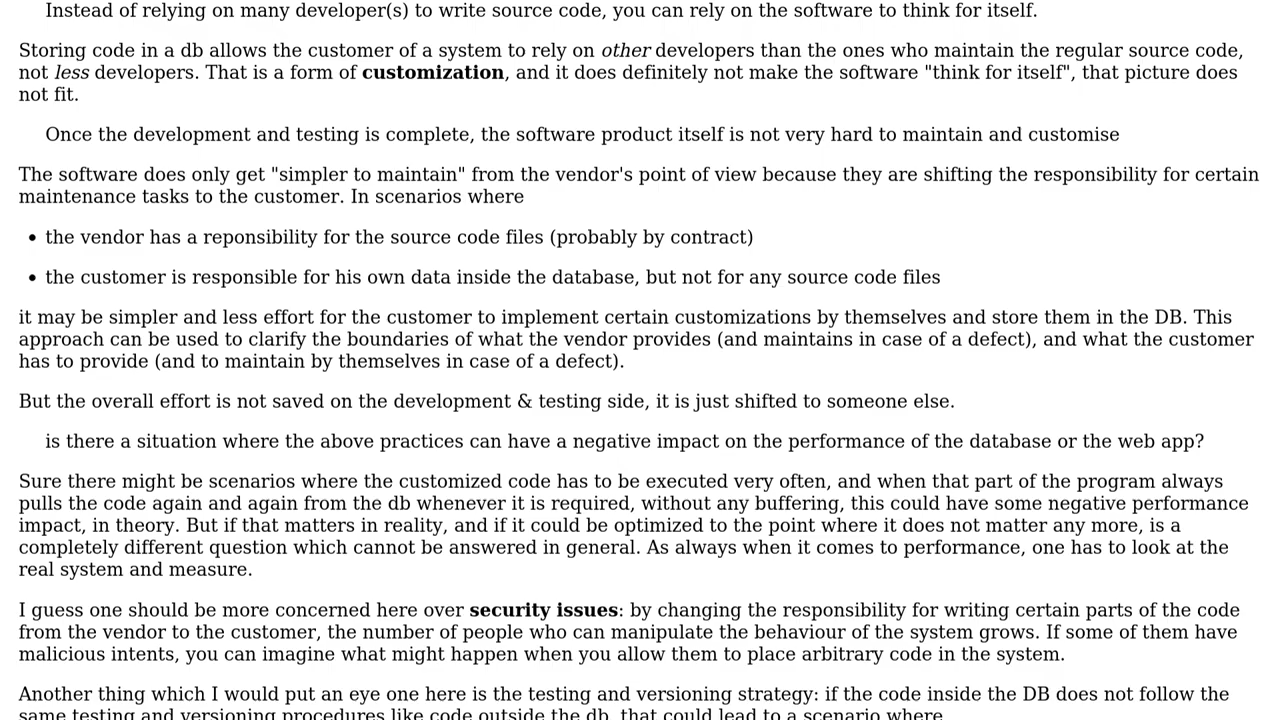 Instead of relying on many developer(s) to write source code, you can rely on the software to think for itself.
Storing code in a db allows the customer of a system to rely on other developers than the ones who maintain the regular source code,
not less developers. That is a form of customization, and it does definitely not make the software "think for itself", that picture does
not fit.
Once the development and testing is complete, the software product itself is not very hard to maintain and customise
The software does only get "simpler to maintain" from the vendor's point of view because they are shifting the responsibility for certain
maintenance tasks to the customer. In scenarios where
• the vendor has a reponsibility for the source code files (probably by contract)
• the customer is responsible for his own data inside the database, but not for any source code files
it may be simpler and less effort for the customer to implement certain customizations by themselves and store them in the DB. This
approach can be used to clarify the boundaries of what the vendor provides (and maintains in case of a defect), and what the customer
has to provide (and to maintain by themselves in case of a defect).
But the overall effort is not saved on the development & testing side, it is just shifted to someone else.
is there a situation where the above practices can have a negative impact on the performance of the database or the web app?
Sure there might be scenarios where the customized code has to be executed very often, and when that part of the program always
pulls the code again and again from the db whenever it is required, without any buffering, this could have some negative performance
impact, in theory. But if that matters in reality, and if it could be optimized to the point where it does not matter any more, is a
completely different question which cannot be answered in general. As always when it comes to performance, one has to look at the
real system and measure.
I guess one should be more concerned here over security issues: by changing the responsibility for writing certain parts of the code
from the vendor to the customer, the number of people who can manipulate the behaviour of the system grows. If some of them have
malicious intents, you can imagine what might happen when you allow them to place arbitrary code in the system.
Another thing which I would put an eye one here is the testing and versioning strategy: if the code inside the DB does not follow the
same testing and versioning procedures like code outside the db, that could lead to a scenario where